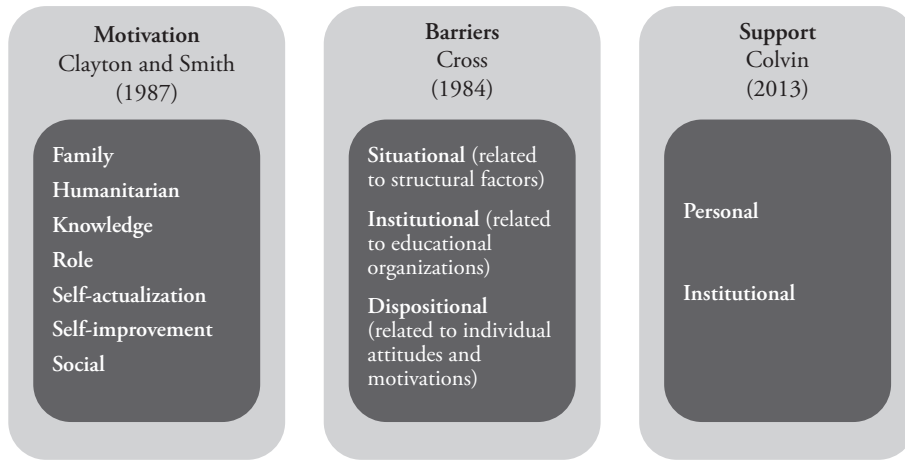 Motivation
Clayton and Smith
(1987)
Family
Humanitarian
Knowledge
Role
Self-actualization
Self-improvement
Social
Barriers
Cross
(1984)
Situational (related
to structural factors)
Institutional (related
to educational
organizations)
Dispositional
(related to individual
attitudes and
motivations)
Support
Colvin
(2013)
Personal
Institutional